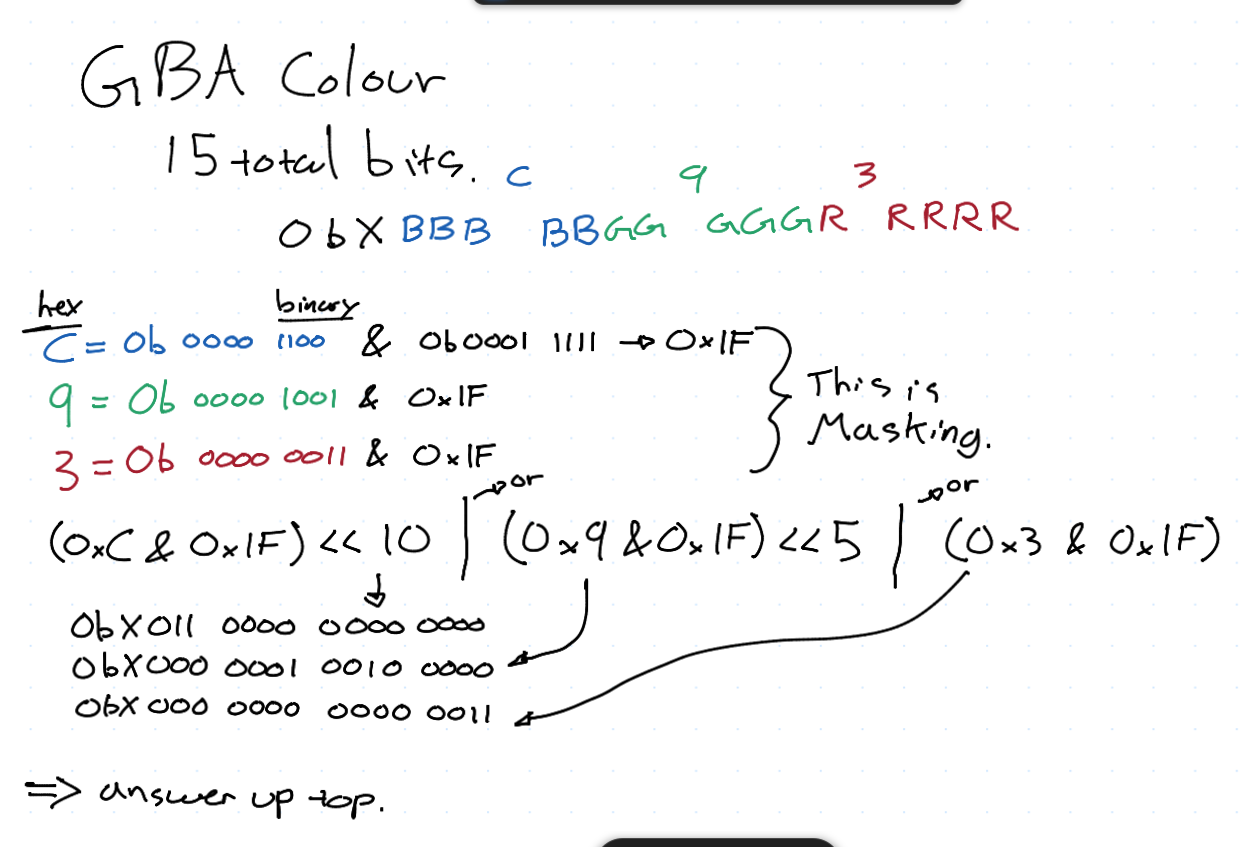 GBA Colour
15 total bits.
C 9 3
0bX BBB BBGG GGGR RRRR
hex binary
C = 0b 0000 1100 & 0b0001 1111 → 0x1F
9 = 0b 0000 1001 & 0x1F
3 = 0b 0000 0011 & 0x1F
This is
Masking.
→ or → or
(0xC & 0x1F) << 10 | (0x9 & 0x1F) << 5 | (0x3 & 0x1F)
0bX011 0000 0000 0000
0bX000 0001 0010 0000
0bX000 0000 0000 0011
=> answer up top.